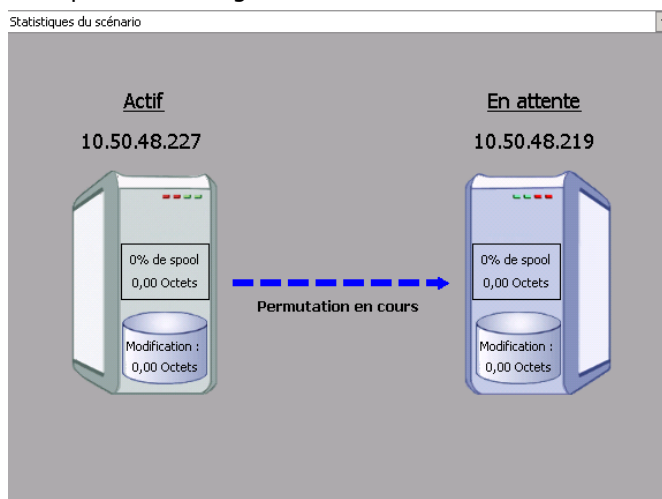 Statistiques du scénario
Actif
En attente
10.50.48.227
10.50.48.219
0% de spool
0,00 Octets
0% de spool
0,00 Octets
Permutation en cours
Modification :
0,00 Octets
Modification :
0,00 Octets